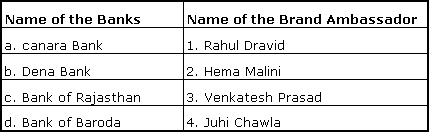 Name of the Banks Name of the Brand Ambassador
a. canara Bank 1. Rahul Dravid
b. Dena Bank 2. Hema Malini
c. Bank of Rajasthan 3. Venkatesh Prasad
d. Bank of Baroda 4. Juhi Chawla